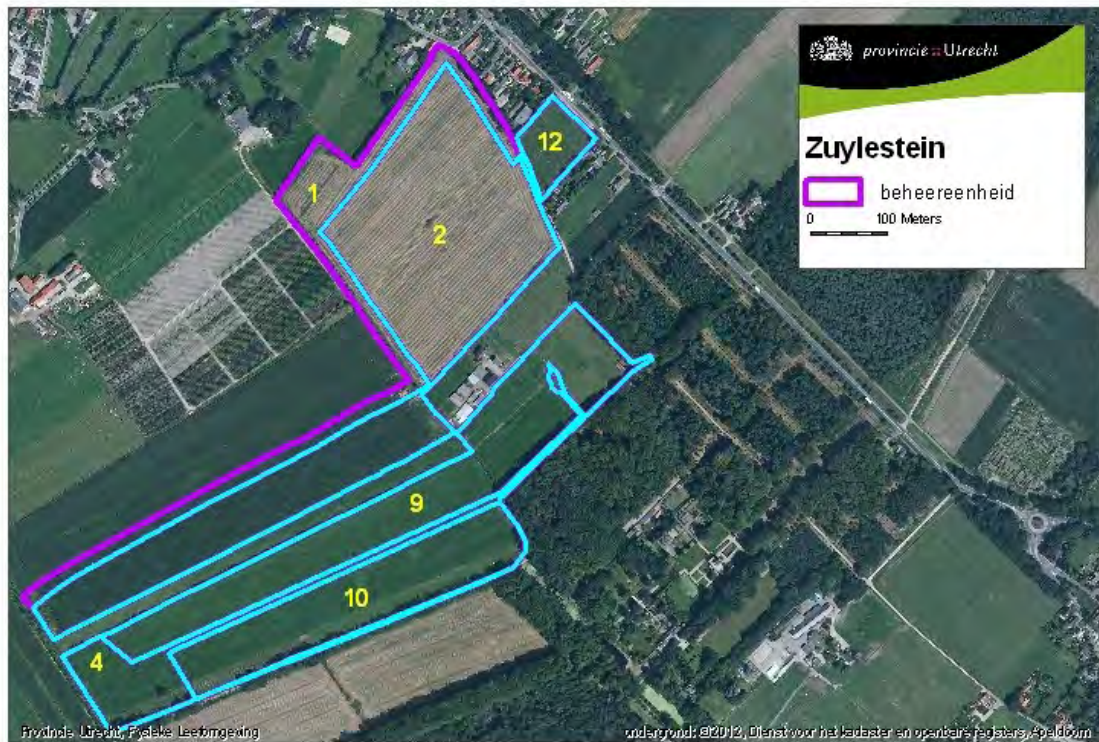 provincie :: Utrecht
Zuylestein
beheereenheid
0 100 Meters
12
1
2
9
10
4
Provincie Utrecht, Fysieke Leefomgeving
ondergrond: ©2012, Dienst voor het kadaster en openbare registers, Apeldoorn